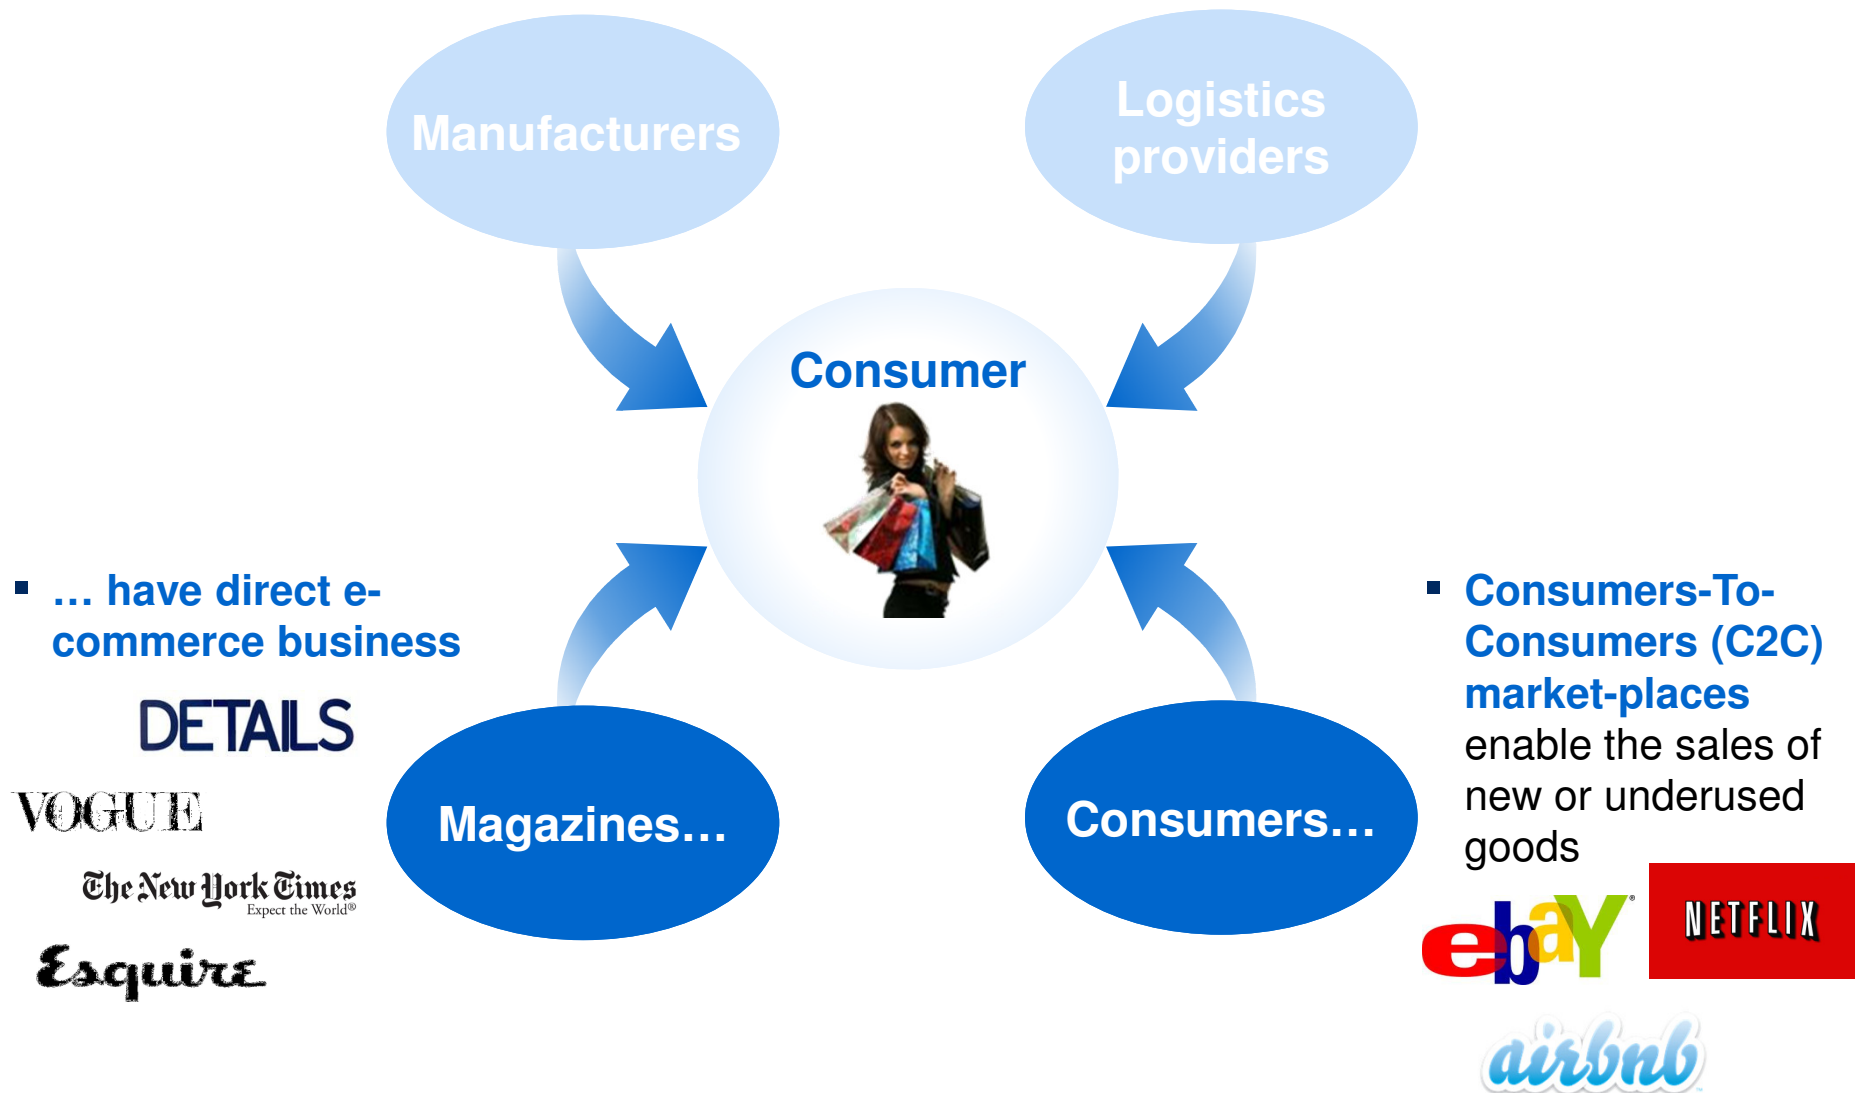 Manufacturers
Logistics
providers
Consumer
… have direct e-
commerce business
DETAILS
VOGUE
The New York Times
Expect the World®
Esquire
Magazines…
Consumers…
Consumers-To-
Consumers (C2C)
market-places
enable the sales of
new or underused
goods
ebaY®
NETFLIX
airbnb